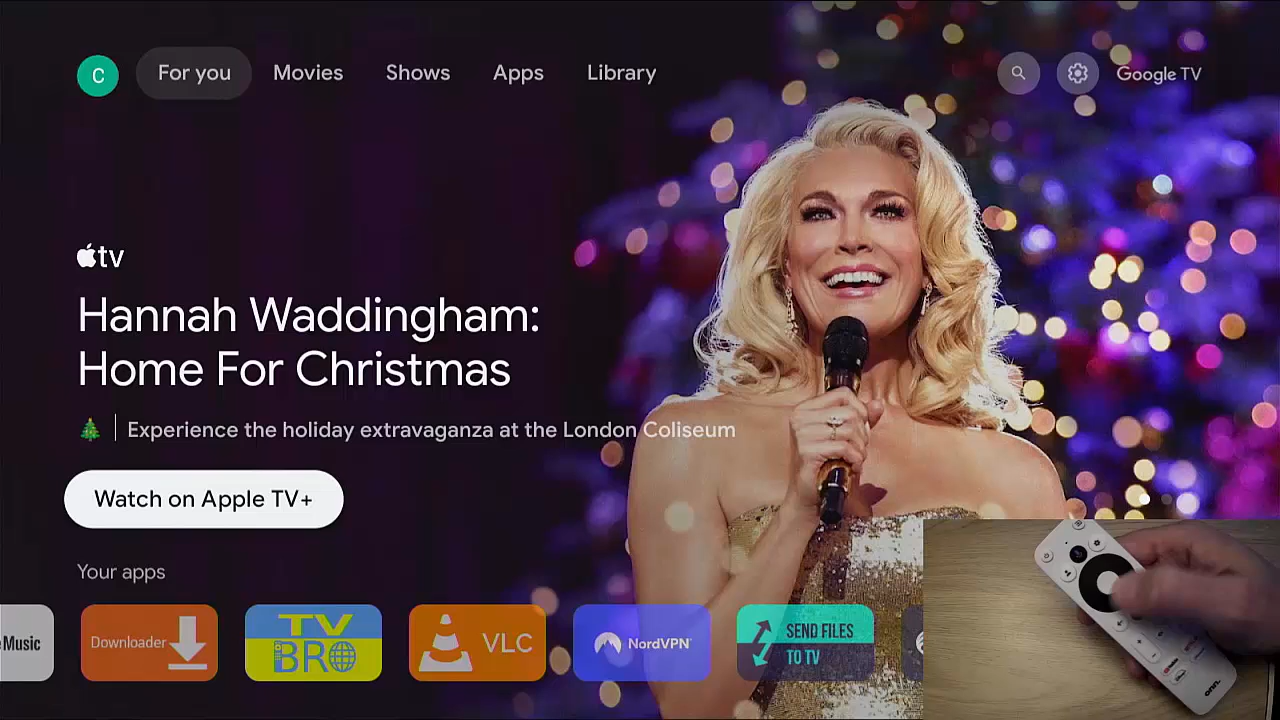 C
For you
Movies
Shows
Apps
Library
Google TV
tv
Hannah Waddingham:
Home For Christmas
Experience the holiday extravaganza at the London Coliseum
Watch on Apple TV+
Your apps
Music
Downloader
TV
BRO
VLC
NordVPN
SEND FILES
TO TV
onn.